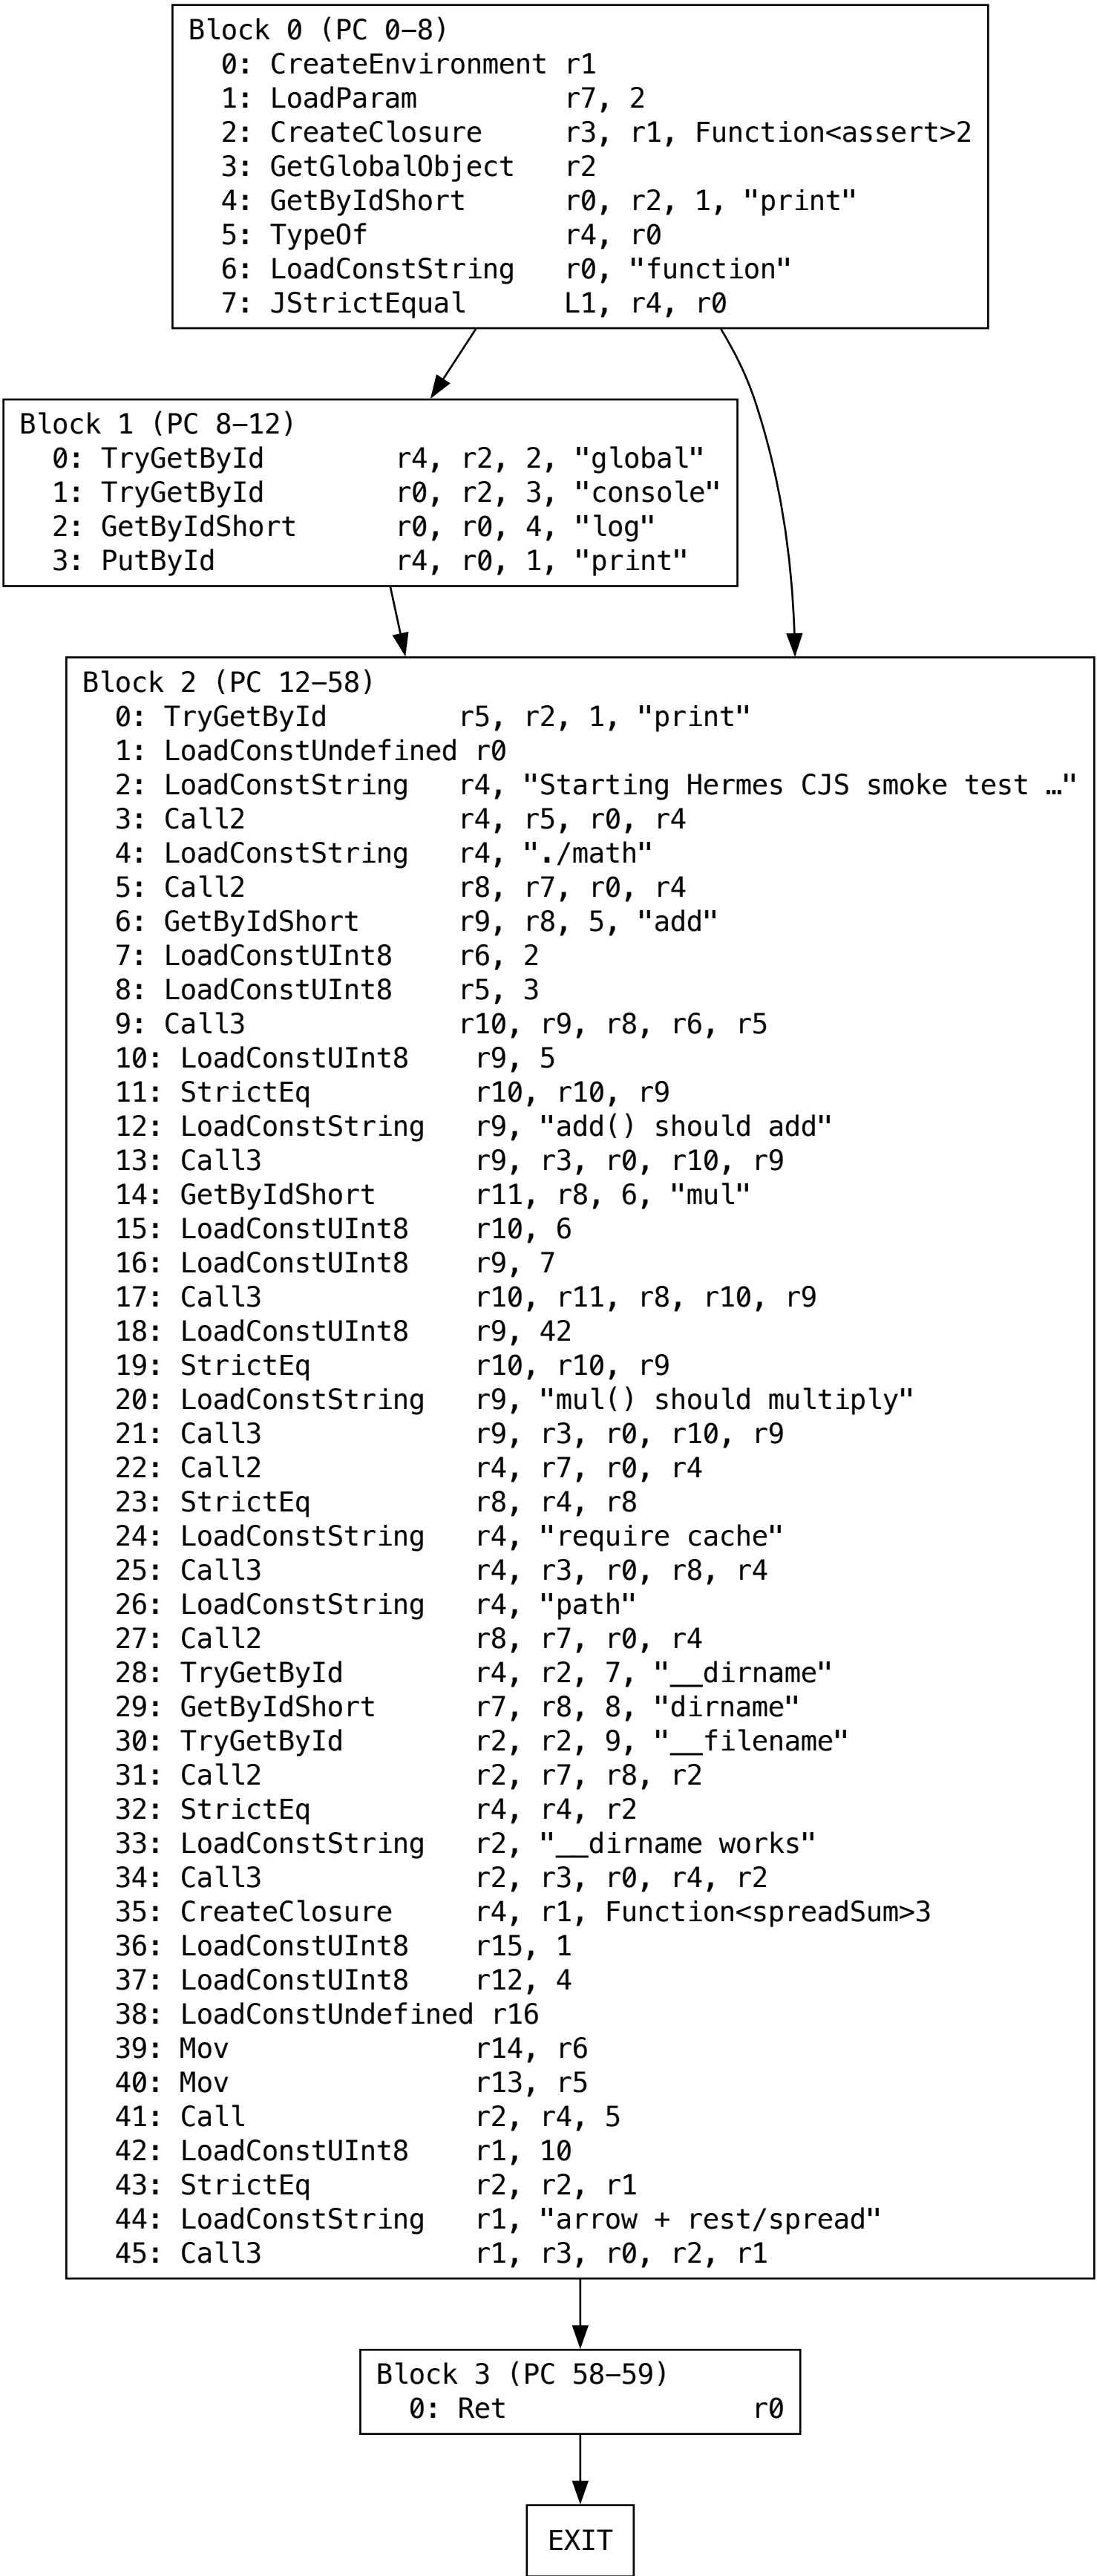 Block 0 (PC 0–8)
0: CreateEnvironment r1
1: LoadParam r7, 2
2: CreateClosure r3, r1, Function<assert>2
3: GetGlobalObject r2
4: GetByIdShort r0, r2, 1, "print"
5: TypeOf r4, r0
6: LoadConstString r0, "function"
7: JStrictEqual L1, r4, r0
Block 1 (PC 8–12)
0: TryGetById r4, r2, 2, "global"
1: TryGetById r0, r2, 3, "console"
2: GetByIdShort r0, r0, 4, "log"
3: PutById r4, r0, 1, "print"
Block 2 (PC 12–58)
0: TryGetById r5, r2, 1, "print"
1: LoadConstUndefined r0
2: LoadConstString r4, "Starting Hermes CJS smoke test …"
3: Call2 r4, r5, r0, r4
4: LoadConstString r4, "./math"
5: Call2 r8, r7, r0, r4
6: GetByIdShort r9, r8, 5, "add"
7: LoadConstUInt8 r6, 2
8: LoadConstUInt8 r5, 3
9: Call3 r10, r9, r8, r6, r5
10: LoadConstUInt8 r9, 5
11: StrictEq r10, r10, r9
12: LoadConstString r9, "add() should add"
13: Call3 r9, r3, r0, r10, r9
14: GetByIdShort r11, r8, 6, "mul"
15: LoadConstUInt8 r10, 6
16: LoadConstUInt8 r9, 7
17: Call3 r10, r11, r8, r10, r9
18: LoadConstUInt8 r9, 42
19: StrictEq r10, r10, r9
20: LoadConstString r9, "mul() should multiply"
21: Call3 r9, r3, r0, r10, r9
22: Call2 r4, r7, r0, r4
23: StrictEq r8, r4, r8
24: LoadConstString r4, "require cache"
25: Call3 r4, r3, r0, r8, r4
26: LoadConstString r4, "path"
27: Call2 r8, r7, r0, r4
28: TryGetById r4, r2, 7, "__dirname"
29: GetByIdShort r7, r8, 8, "dirname"
30: TryGetById r2, r2, 9, "__filename"
31: Call2 r2, r7, r8, r2
32: StrictEq r4, r4, r2
33: LoadConstString r2, "__dirname works"
34: Call3 r2, r3, r0, r4, r2
35: CreateClosure r4, r1, Function<spreadSum>3
36: LoadConstUInt8 r15, 1
37: LoadConstUInt8 r12, 4
38: LoadConstUndefined r16
39: Mov r14, r6
40: Mov r13, r5
41: Call r2, r4, 5
42: LoadConstUInt8 r1, 10
43: StrictEq r2, r2, r1
44: LoadConstString r1, "arrow + rest/spread"
45: Call3 r1, r3, r0, r2, r1
Block 3 (PC 58–59)
0: Ret r0
EXIT